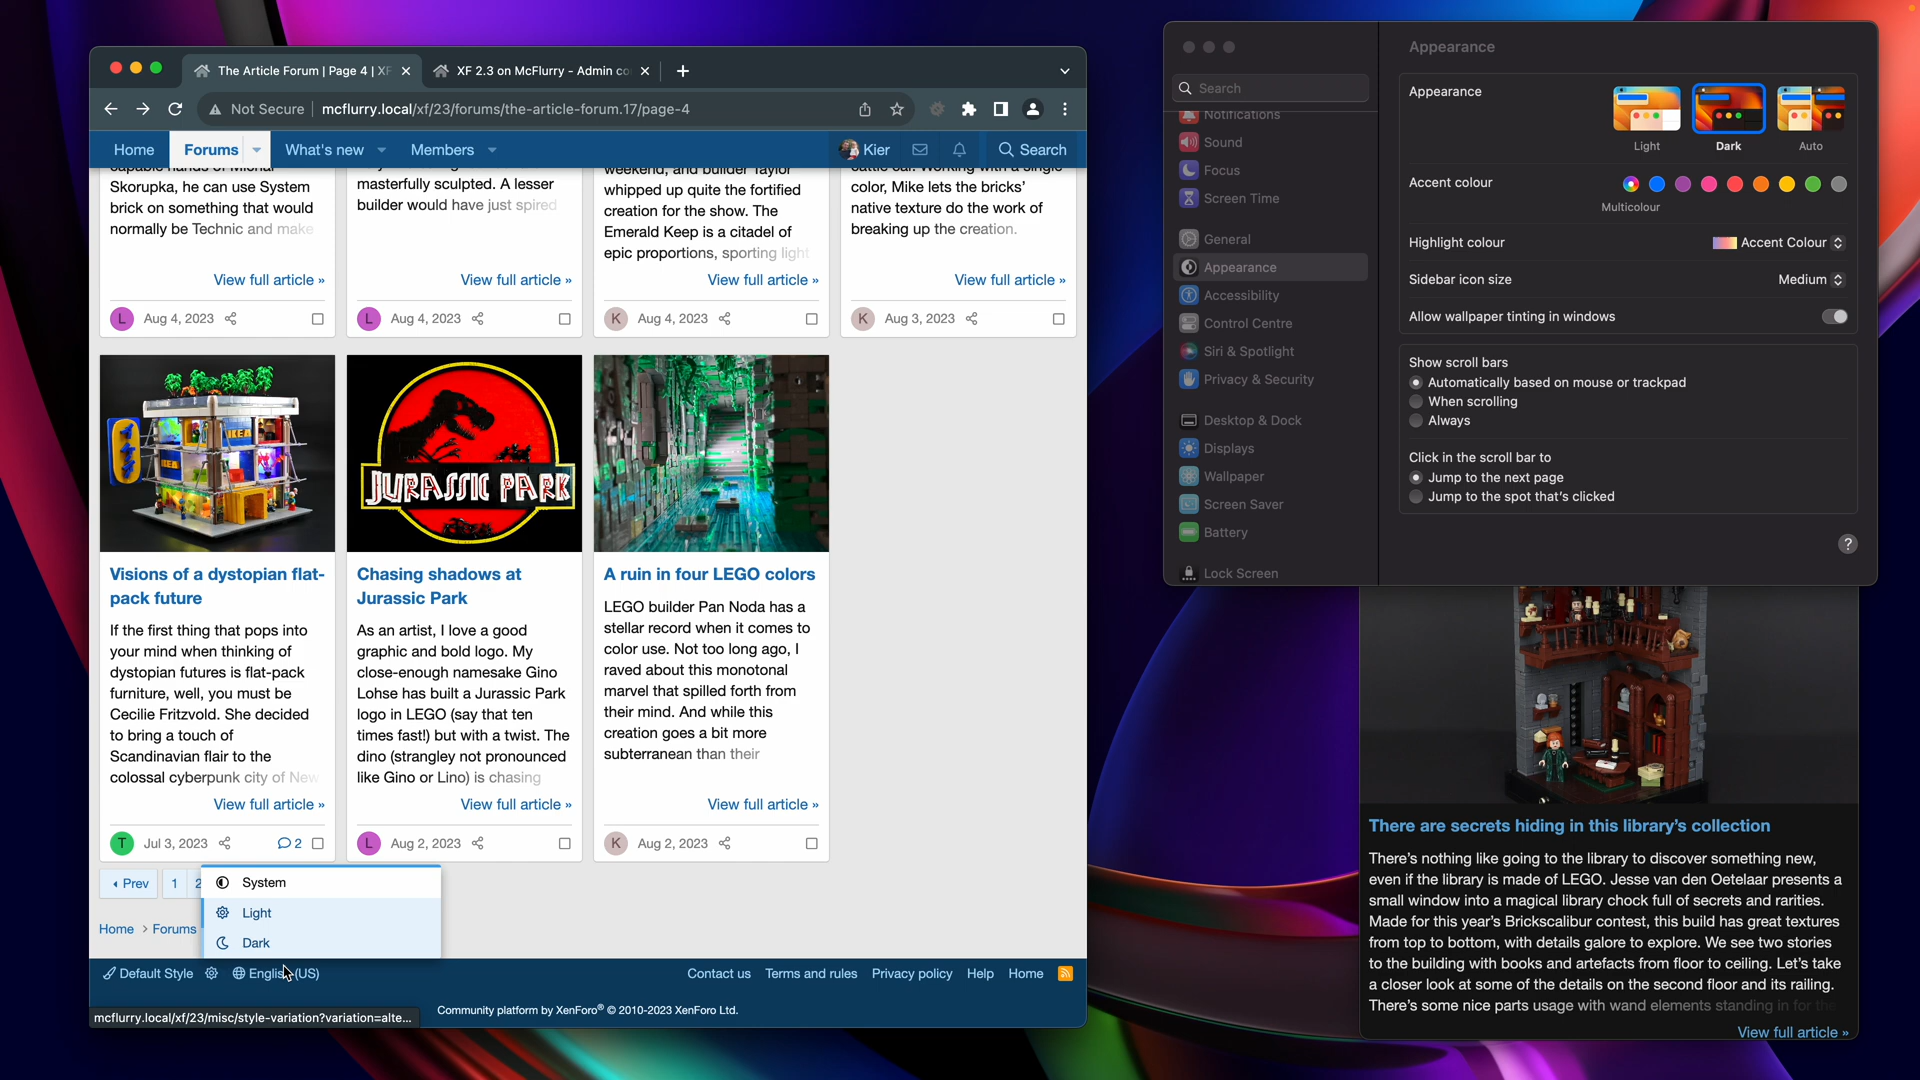 The Article Forum | Page 4 | XF
XF 2.3 on McFlurry - Admin co
Not Secure
mcflurry.local/xf/23/forums/the-article-forum.17/page-4
Home
Forums
What's new
Members
Kier
Search
Skorupka, he can use System
brick on something that would
normally be Technic and make
View full article »
L Aug 4, 2023
masterfully sculpted. A lesser
builder would have just spired
View full article »
L Aug 4, 2023
weekend, and builder Taylor
whipped up quite the fortified
creation for the show. The
Emerald Keep is a citadel of
epic proportions, sporting light
View full article »
K Aug 4, 2023
color, Mike lets the bricks'
native texture do the work of
breaking up the creation.
View full article »
K Aug 3, 2023
IKEA
JURASSIC PARK
Visions of a dystopian flat-
pack future
If the first thing that pops into
your mind when thinking of
dystopian futures is flat-pack
furniture, well, you must be
Cecilie Fritzvold. She decided
to bring a touch of
Scandinavian flair to the
colossal cyberpunk city of New
View full article »
T Jul 3, 2023
2
Chasing shadows at
Jurassic Park
As an artist, I love a good
graphic and bold logo. My
close-enough namesake Gino
Lohse has built a Jurassic Park
logo in LEGO (say that ten
times fast!) but with a twist. The
dino (strangley not pronounced
like Gino or Lino) is chasing
View full article »
L Aug 2, 2023
A ruin in four LEGO colors
LEGO builder Pan Noda has a
stellar record when it comes to
color use. Not too long ago, I
raved about this monotonal
marvel that spilled forth from
their mind. And while this
creation goes a bit more
subterranean than their
View full article »
K Aug 2, 2023
Prev
1
2
System
Light
Dark
Home > Forums
Default Style
English (US)
Contact us
Terms and rules
Privacy policy
Help
Home
Community platform by XenForo® © 2010-2023 XenForo Ltd.
mcflurry.local/xf/23/misc/style-variation?variation=alte...
Search
Notifications
Sound
Focus
Screen Time
General
Appearance
Accessibility
Control Centre
Siri & Spotlight
Privacy & Security
Desktop & Dock
Displays
Wallpaper
Screen Saver
Battery
Lock Screen
Appearance
Appearance
Light
Dark
Auto
Accent colour
Multicolour
Highlight colour
Accent Colour
Sidebar icon size
Medium
Allow wallpaper tinting in windows
Show scroll bars
Automatically based on mouse or trackpad
When scrolling
Always
Click in the scroll bar to
Jump to the next page
Jump to the spot that's clicked
?
There are secrets hiding in this library's collection
There's nothing like going to the library to discover something new,
even if the library is made of LEGO. Jesse van den Oetelaar presents a
small window into a magical library chock full of secrets and rarities.
Made for this year's Brickscalibur contest, this build has great textures
from top to bottom, with details galore to explore. We see two stories
to the building with books and artefacts from floor to ceiling. Let's take
a closer look at some of the details on the second floor and its railing.
There's some nice parts usage with wand elements standing in for the
View full article »